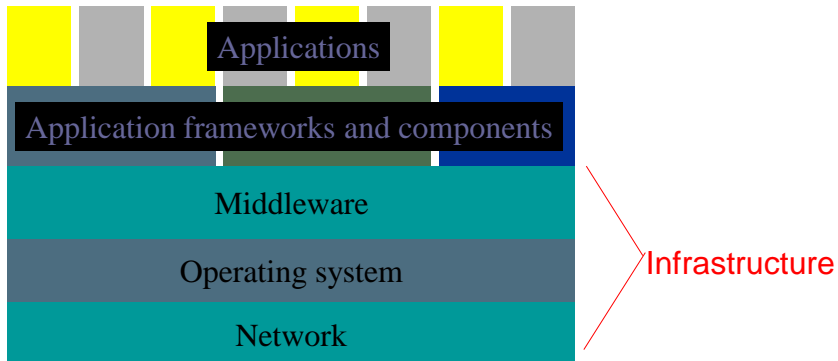 Applications
Application frameworks and components
Middleware
Operating system
Infrastructure
Network